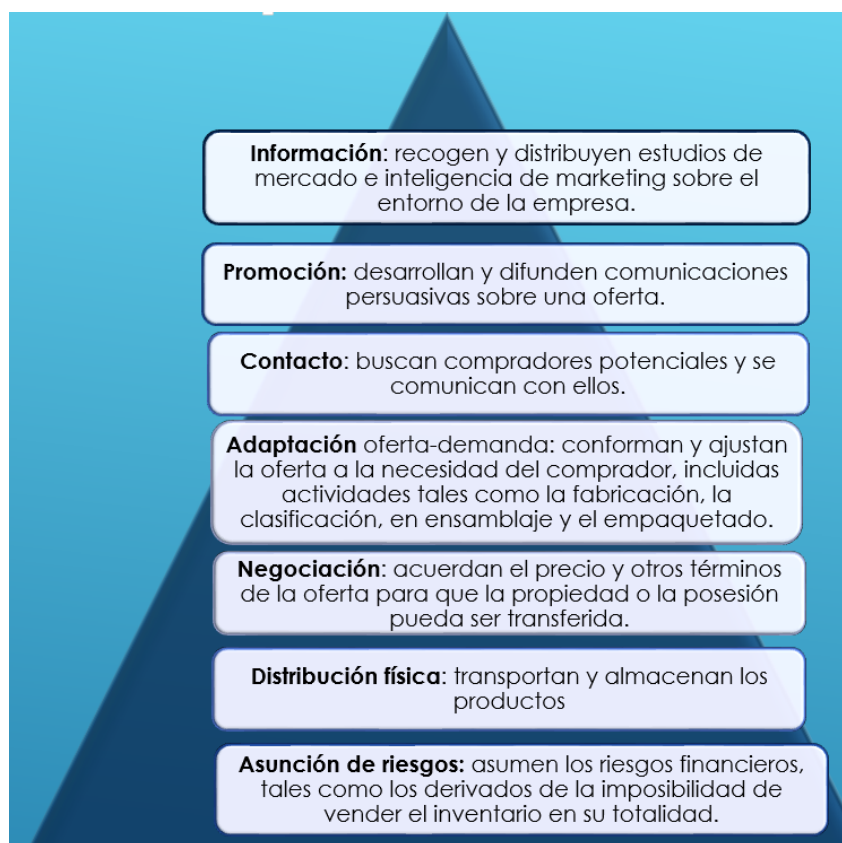 Información: recogen y distribuyen estudios de
mercado e inteligencia de marketing sobre el
entorno de la empresa.
Promoción: desarrollan y difunden comunicaciones
persuasivas sobre una oferta.
Contacto: buscan compradores potenciales y se
comunican con ellos.
Adaptación oferta-demanda: conforman y ajustan
la oferta a la necesidad del comprador, incluidas
actividades tales como la fabricación, la
clasificación, en ensamblaje y el empaquetado.
Negociación: acuerdan el precio y otros términos
de la oferta para que la propiedad o la posesión
pueda ser transferida.
Distribución física: transportan y almacenan los
productos
Asunción de riesgos: asumen los riesgos financieros,
tales como los derivados de la imposibilidad de
vender el inventario en su totalidad.